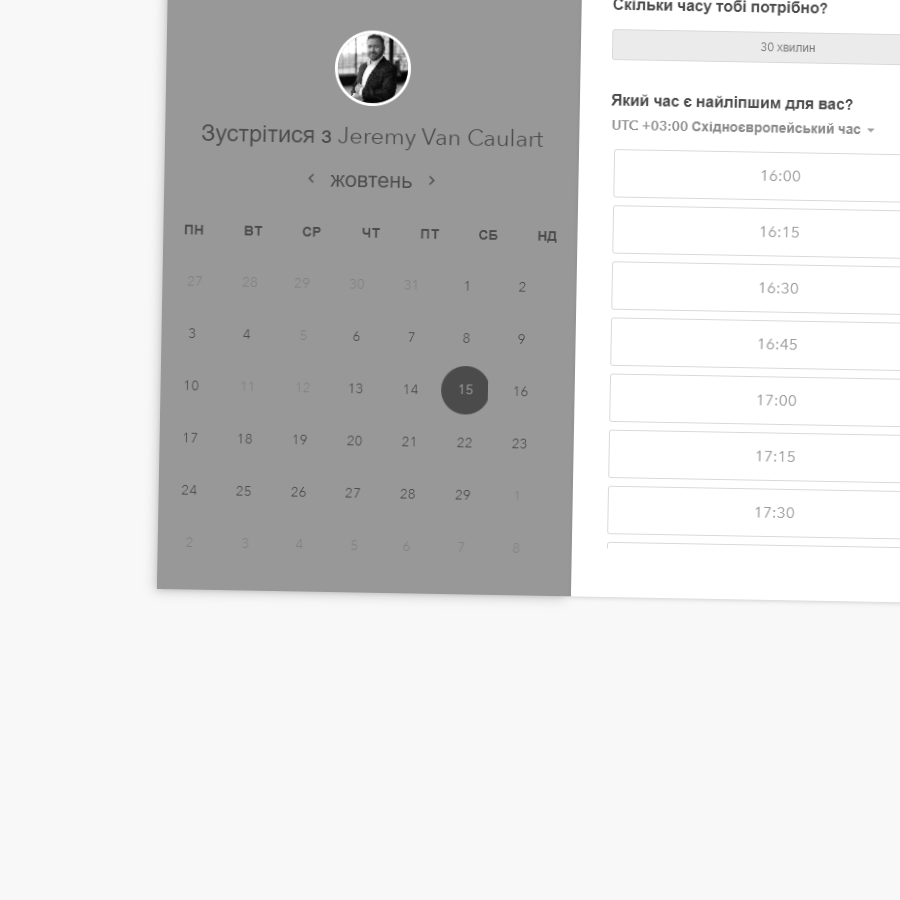 Зустрітися з Jeremy Van Caulart
жовтень
ПН ВТ СР ЧТ ПТ СБ НД
27 28 29 30 31 1 2
3 4 5 6 7 8 9
10 11 12 13 14 15 16
17 18 19 20 21 22 23
24 25 26 27 28 29 1
2 3 4 5 6 7 8
Скільки часу тобі потрібно?
30 хвилин
Який час є найліпшим для вас?
UTC +03:00 Східноєвропейський час
16:00
16:15
16:30
16:45
17:00
17:15
17:30